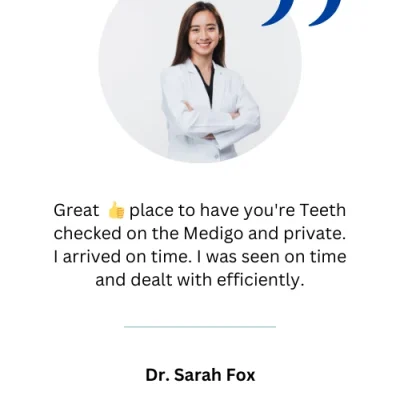 Great 👍 place to have you're Teeth
checked on the Medigo and private.
I arrived on time. I was seen on time
and dealt with efficiently.
Dr. Sarah Fox